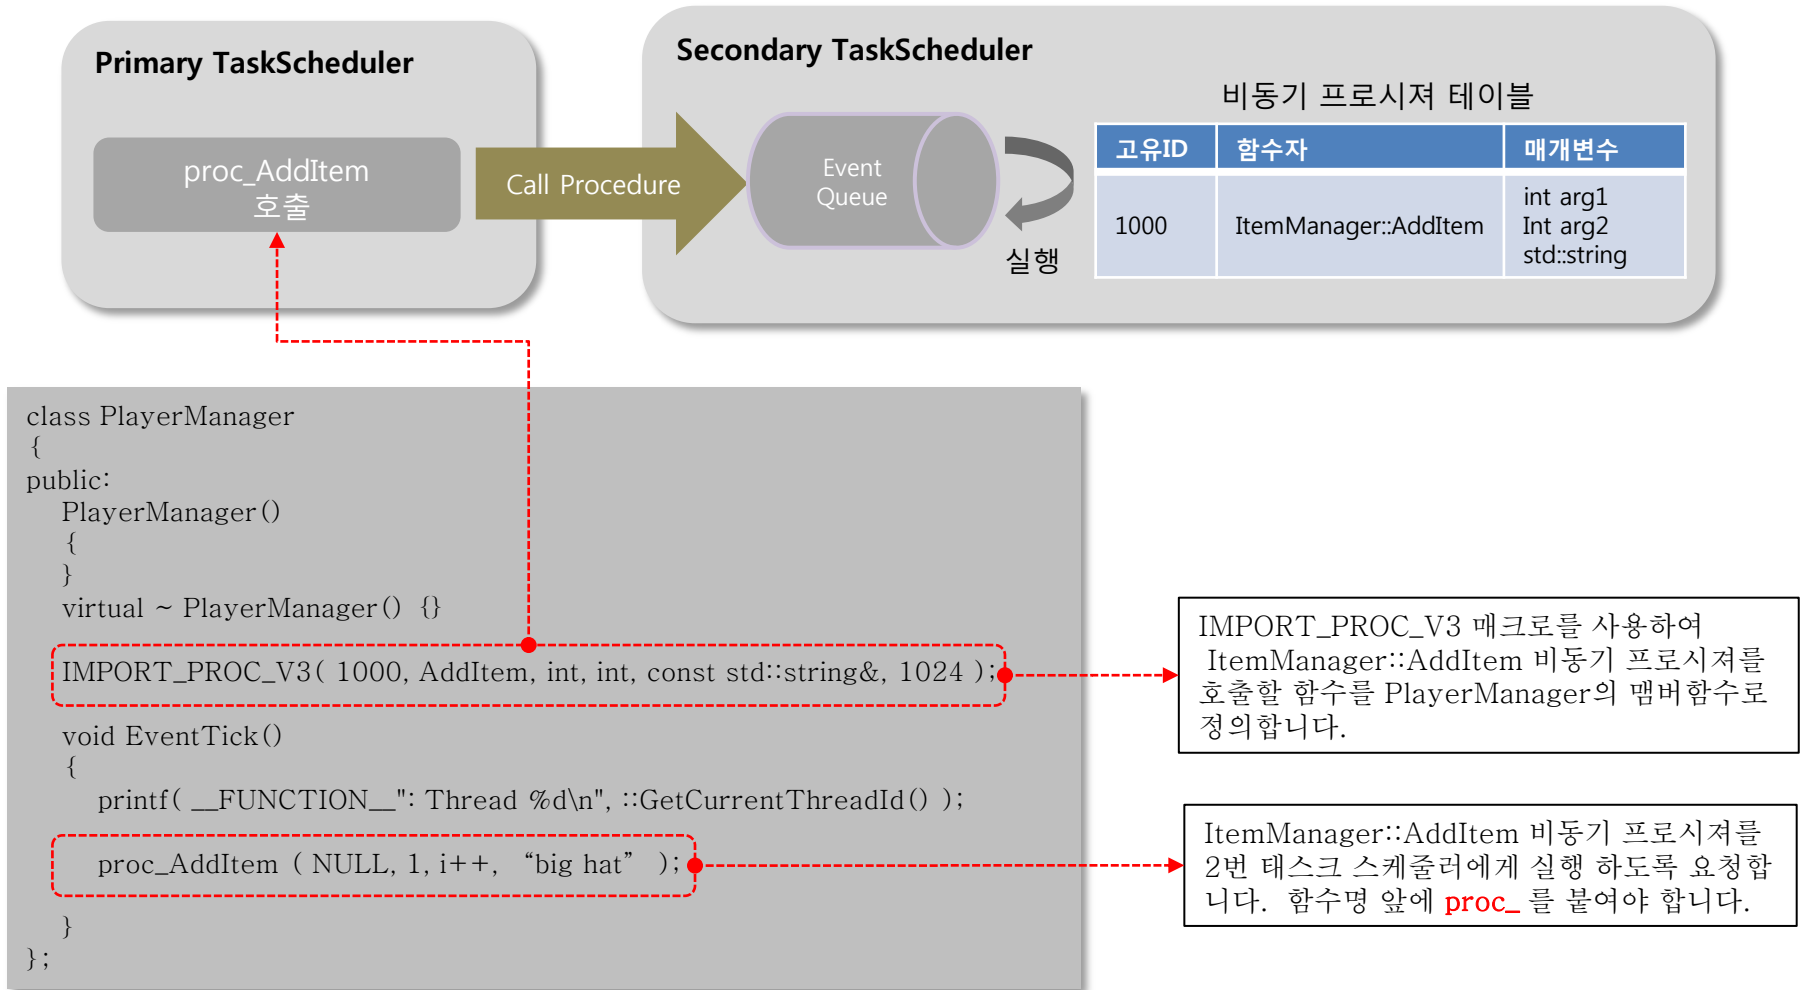 Primary TaskScheduler
proc_AddItem
호출
Call Procedure
Secondary TaskScheduler
Event
Queue
실행
비동기 프로시져 테이블
고유ID 함수자 매개변수
1000 ItemManager::AddItem int arg1
Int arg2
std::string
class PlayerManager
{
public:
PlayerManager()
{
}
virtual ~ PlayerManager() {}
IMPORT_PROC_V3( 1000, AddItem, int, int, const std::string&, 1024 );
void EventTick()
{
printf( __FUNCTION__": Thread %d\n", ::GetCurrentThreadId() );
proc_AddItem ( NULL, 1, i++, “big hat” );
}
};
IMPORT_PROC_V3 매크로를 사용하여
ItemManager::AddItem 비동기 프로시져를
호출할 함수를 PlayerManager의 맴버함수로
정의합니다.
ItemManager::AddItem 비동기 프로시져를
2번 태스크 스케줄러에게 실행 하도록 요청합
니다. 함수명 앞에 proc_ 를 붙여야 합니다.